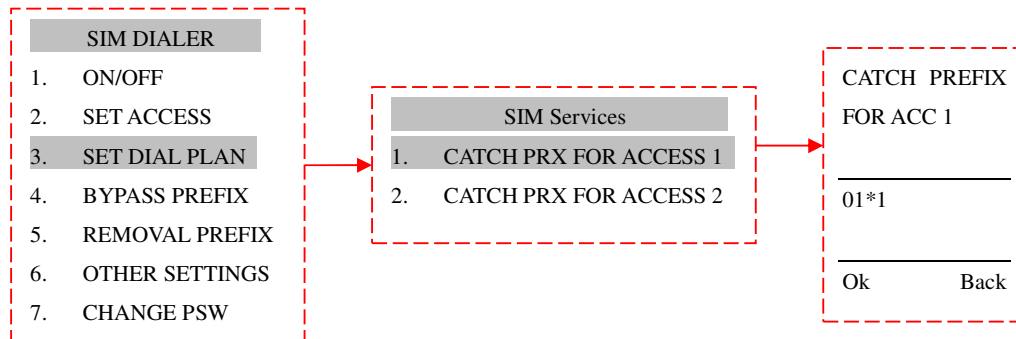 SIM DIALER
1. ON/OFF
2. SET ACCESS
3. SET DIAL PLAN
4. BYPASS PREFIX
5. REMOVAL PREFIX
6. OTHER SETTINGS
7. CHANGE PSW
SIM Services
1. CATCH PRX FOR ACCESS 1
2. CATCH PRX FOR ACCESS 2
CATCH PREFIX
FOR ACC 1
01*1
Ok Back